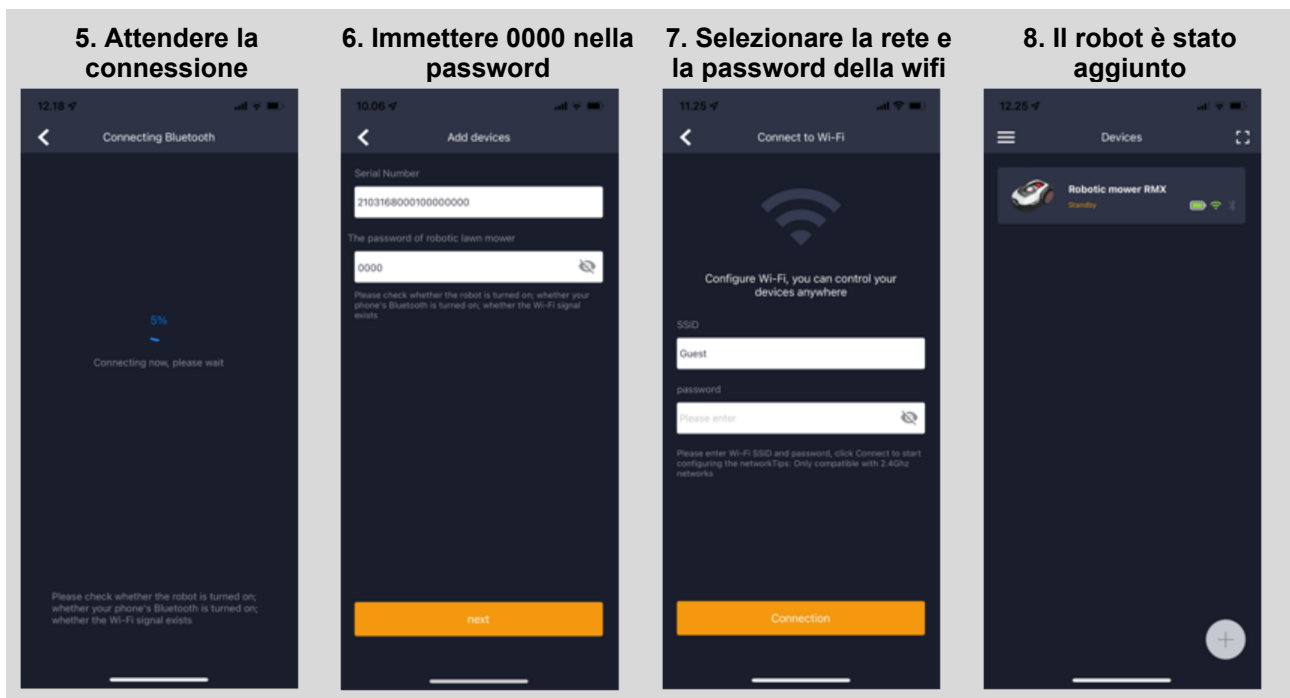 5. Attendere la
connessione
12.18
Connecting Bluetooth
5%
Connecting now, please wait
Please check whether the robot is turned on;
whether your phone's Bluetooth is turned on;
whether the Wi-Fi signal exists
6. Immettere 0000 nella
password
10.06
Add devices
Serial Number
2103168000100000000
The password of robotic lawn mower
0000
Please check whether the robot is turned on; whether your
phone's Bluetooth is turned on; whether the Wi-Fi signal
exists
next
7. Selezionare la rete e
la password della wifi
11.25
Connect to Wi-Fi
Configure Wi-Fi, you can control your
devices anywhere
SSID
Guest
password
Please enter
Please enter Wi-Fi SSID and password, click Connect to start
configuring the networkTips: Only compatible with 2.4Ghz
networks
Connection
8. Il robot è stato
aggiunto
12.25
Devices
Robotic mower RMX
Standby